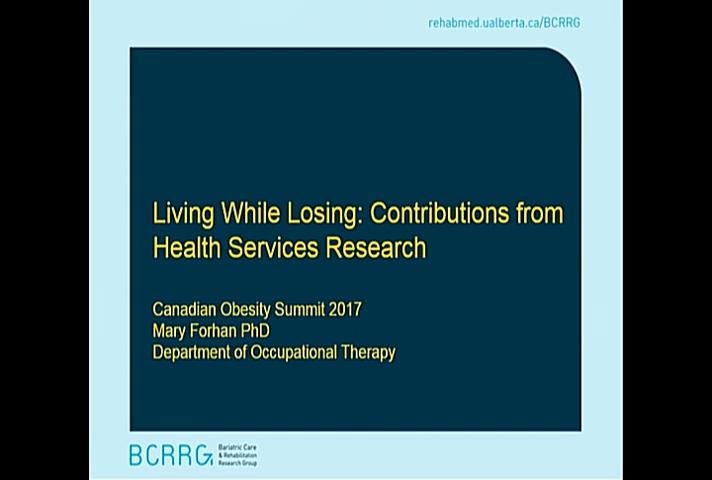 rehabmed.ualberta.ca/BCRRG
Living While Losing: Contributions from
Health Services Research
Canadian Obesity Summit 2017
Mary Forhan PhD
Department of Occupational Therapy
BCRRG
Bariatric Care
& Rehabilitation
Research Group